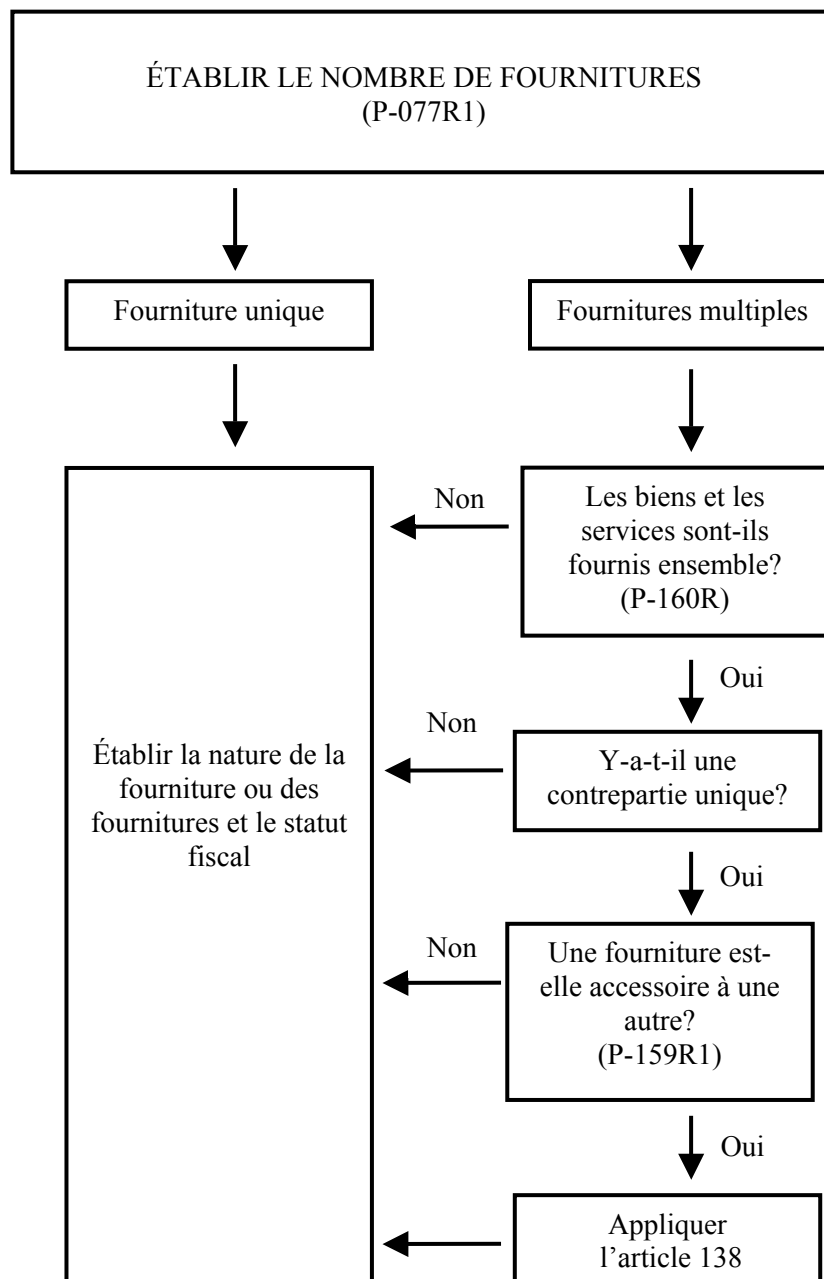 ÉTABLIR LE NOMBRE DE FOURNITURES
(P-077R1)
Fourniture unique
Fournitures multiples
Non
Les biens et les
services sont-ils
fournis ensemble?
(P-160R)
Oui
Non
Y-a-t-il une
contrepartie unique?
Établir la nature de la
fourniture ou des
fournitures et le statut
fiscal
Oui
Non
Une fourniture est-
elle accessoire à une
autre?
(P-159R1)
Oui
Appliquer
l’article 138